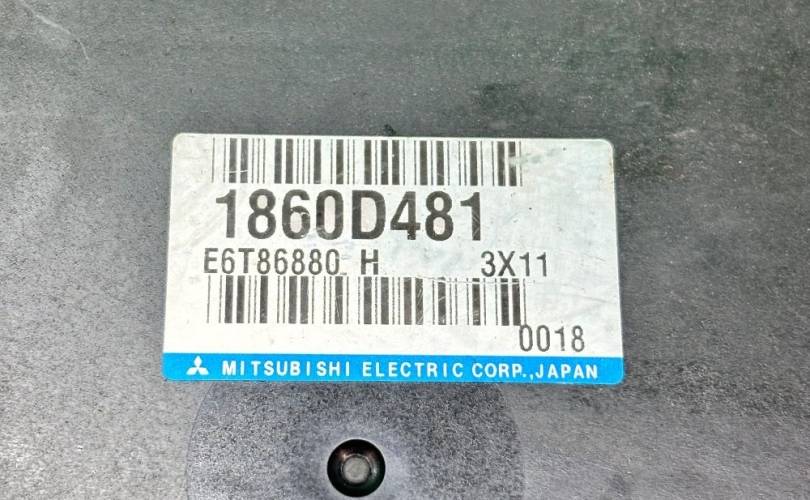 1860D481
E6T86880 H 3X11
0018
MITSUBISHI ELECTRIC CORP.,JAPAN